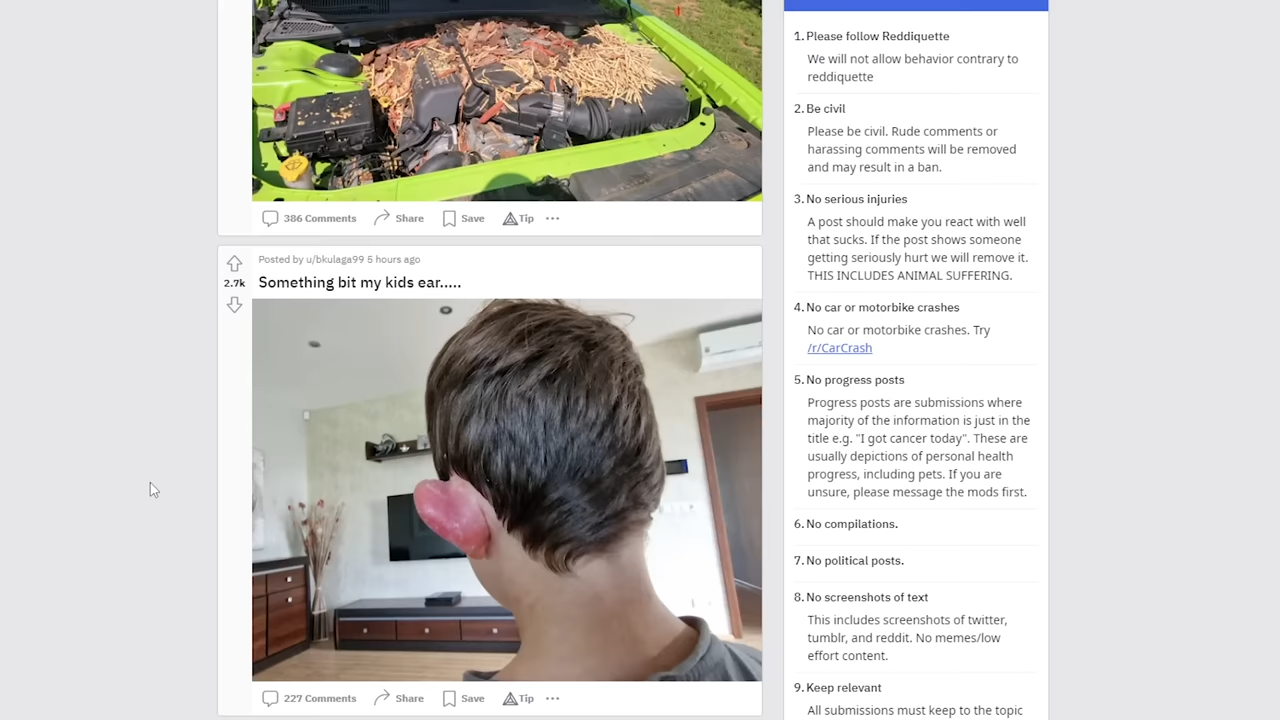 386 Comments Share Save Tip
Posted by u/bkulaga99 5 hours ago
2.7k
Something bit my kids ear.....
227 Comments Share Save Tip
1. Please follow Reddiquette
We will not allow behavior contrary to
reddiquette
2. Be civil
Please be civil. Rude comments or
harassing comments will be removed
and may result in a ban.
3. No serious injuries
A post should make you react with well
that sucks. If the post shows someone
getting seriously hurt we will remove it.
THIS INCLUDES ANIMAL SUFFERING.
4. No car or motorbike crashes
No car or motorbike crashes. Try
/r/CarCrash
5. No progress posts
Progress posts are submissions where
majority of the information is just in the
title e.g. "I got cancer today". These are
usually depictions of personal health
progress, including pets. If you are
unsure, please message the mods first.
6. No compilations.
7. No political posts.
8. No screenshots of text
This includes screenshots of twitter,
tumblr, and reddit. No memes/low
effort content.
9. Keep relevant
All submissions must keep to the topic